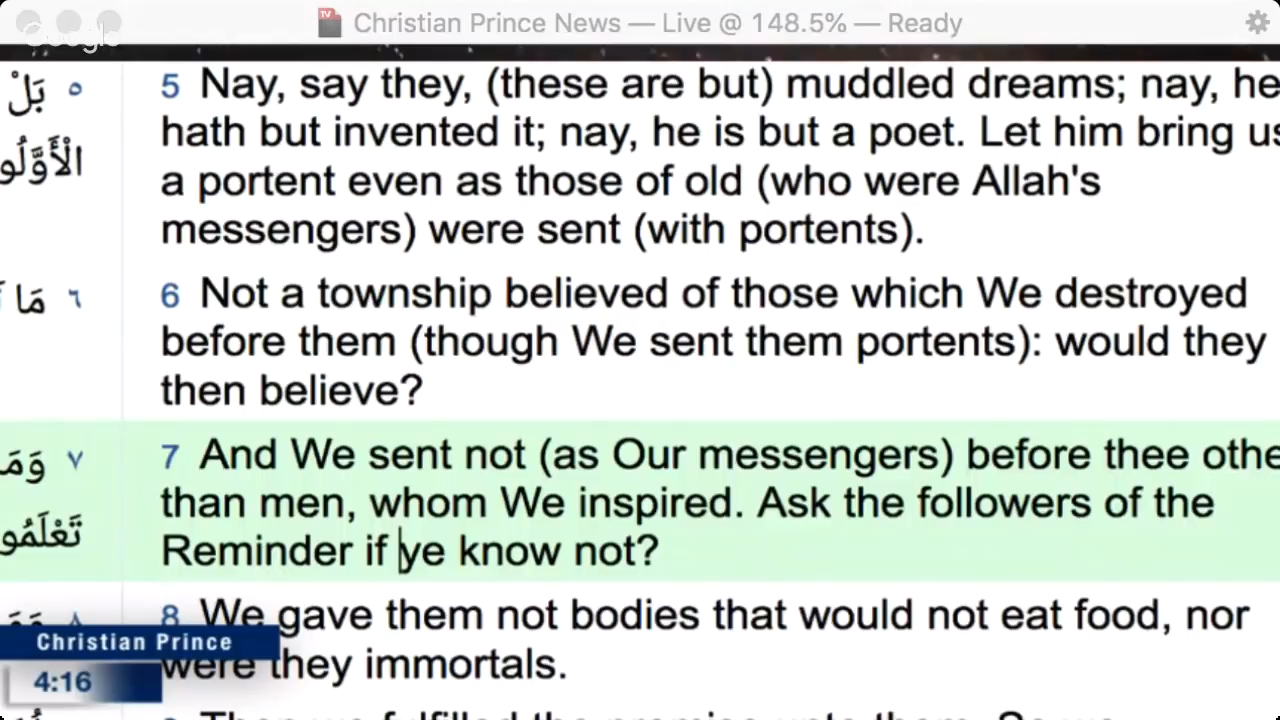 Christian Prince News — Live @ 148.5% — Ready
Google
٥ بَلْ
5 Nay, say they, (these are but) muddled dreams; nay, he
hath but invented it; nay, he is but a poet. Let him bring us
a portent even as those of old (who were Allah's
messengers) were sent (with portents).
٦ مَا
6 Not a township believed of those which We destroyed
before them (though We sent them portents): would they
then believe?
٧
7 And We sent not (as Our messengers) before thee othe
than men, whom We inspired. Ask the followers of the
Reminder if ye know not?
8 We gave them not bodies that would not eat food, nor
were they immortals.
Christian Prince
4:16